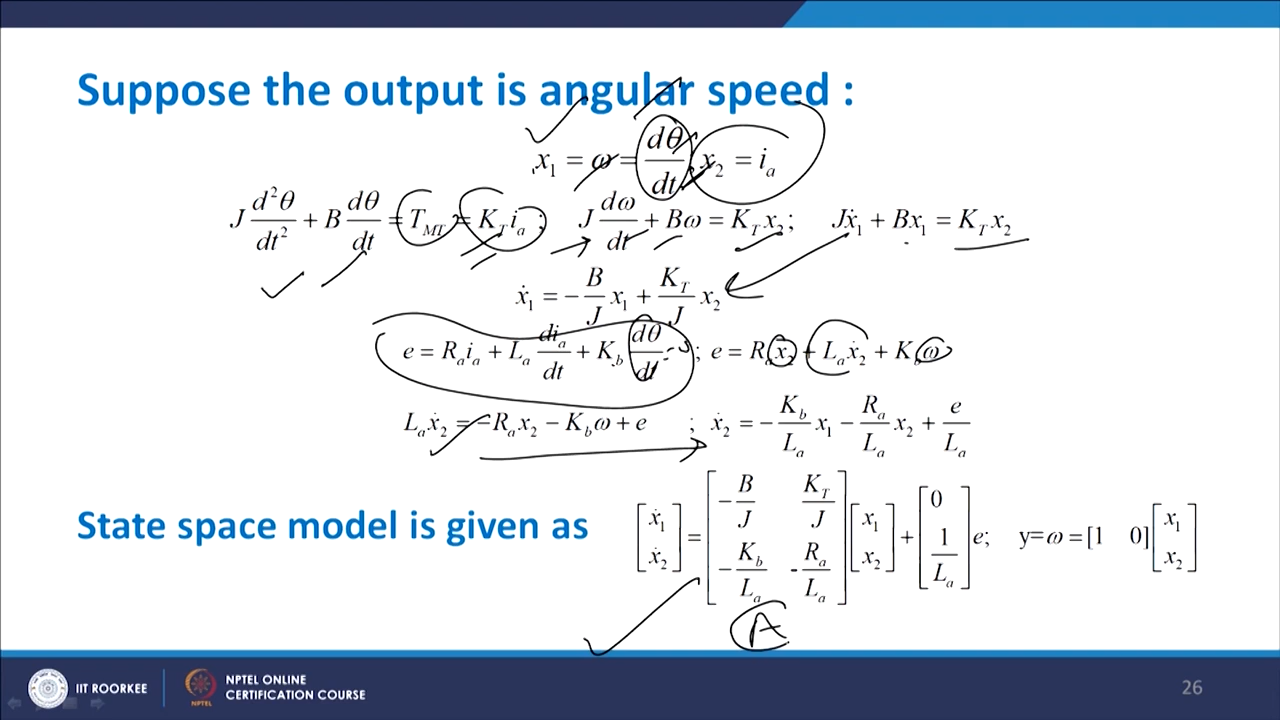 Suppose the output is angular speed :
x₁ = ω = dθ/dt, x₂ = iₐ
J d²θ/dt² + B dθ/dt = T_MT = K_T iₐ ; J dω/dt + Bω = K_T x₂; Jẋ₁ + Bx₁ = K_T x₂
ẋ₁ = −B/J x₁ + K_T/J x₂
e = Rₐiₐ + Lₐ diₐ/dt + K_b dθ/dt ; e = Rₐx₂ + Lₐẋ₂ + K_b ω
Lₐẋ₂ = −Rₐx₂ − K_bω + e ; ẋ₂ = −K_b/Lₐ x₁ − Rₐ/Lₐ x₂ + e/Lₐ
State space model is given as [ẋ₁ ẋ₂] = [−B/J K_T/J −K_b/Lₐ -Rₐ/Lₐ] [x₁ x₂] + [0 1/Lₐ] e; y=ω = [1 0] [x₁ x₂]
A
IIT ROORKEE
NPTEL
NPTEL ONLINE
CERTIFICATION COURSE
26